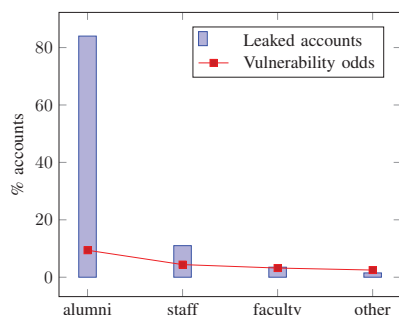 Leaked accounts
Vulnerability odds
80
60
40
20
0
% accounts
alumni staff faculty other